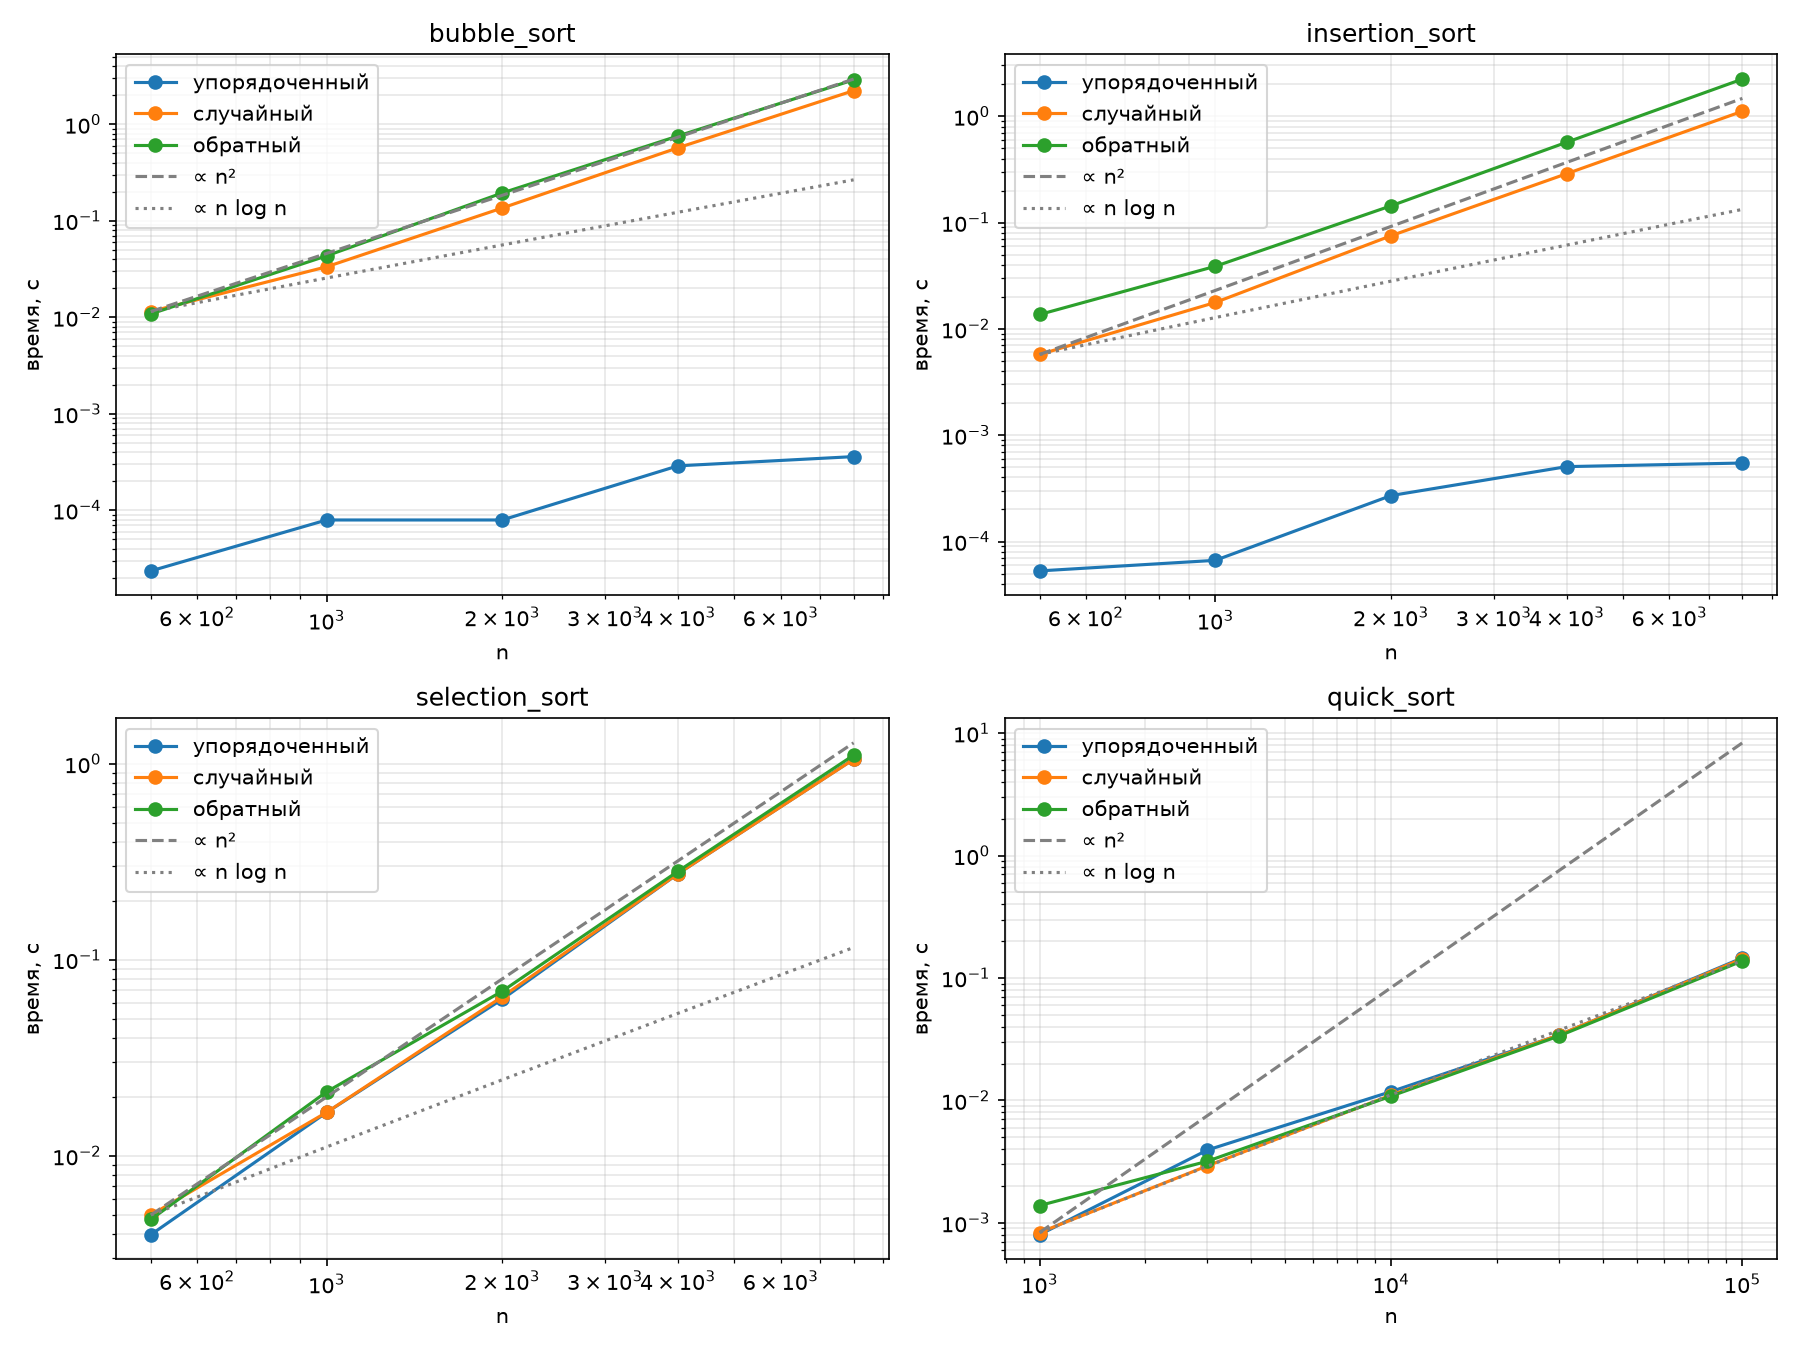 bubble_sort
упорядоченный
случайный
обратный
∝ n²
∝ n log n
10⁰
10⁻¹
10⁻²
10⁻³
10⁻⁴
время, с
6 × 10² 10³ 2 × 10³ 3 × 10³ 4 × 10³ 6 × 10³
n
insertion_sort
упорядоченный
случайный
обратный
∝ n²
∝ n log n
10⁰
10⁻¹
10⁻²
10⁻³
10⁻⁴
время, с
6 × 10² 10³ 2 × 10³ 3 × 10³ 4 × 10³ 6 × 10³
n
selection_sort
упорядоченный
случайный
обратный
∝ n²
∝ n log n
10⁰
10⁻¹
10⁻²
время, с
6 × 10² 10³ 2 × 10³ 3 × 10³ 4 × 10³ 6 × 10³
n
quick_sort
упорядоченный
случайный
обратный
∝ n²
∝ n log n
10¹
10⁰
10⁻¹
10⁻²
10⁻³
время, с
10³ 10⁴ 10⁵
n